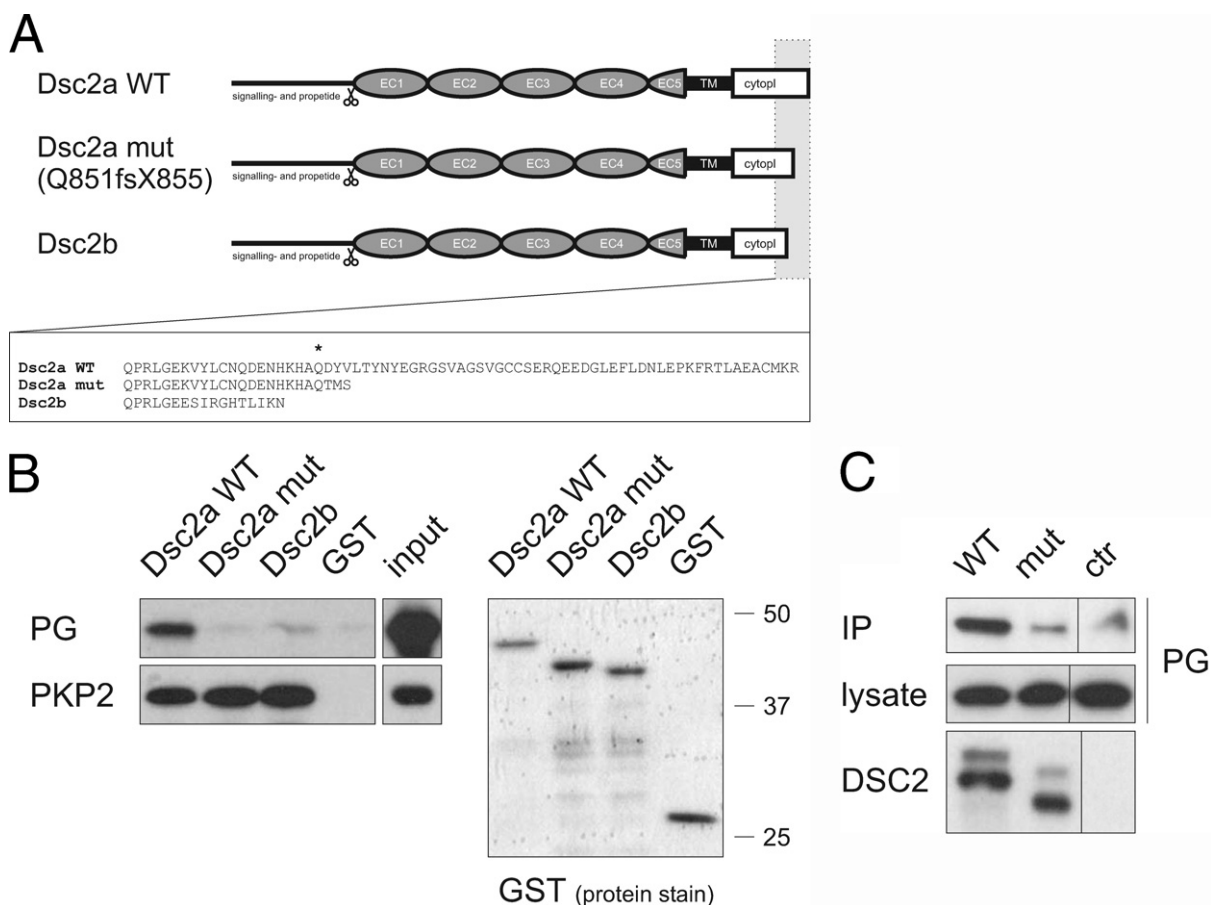 A
Dsc2a WT
signalling- and propetide
EC1 EC2 EC3 EC4 EC5 TM cytopl
Dsc2a mut
(Q851fsX855)
signalling- and propetide
EC1 EC2 EC3 EC4 EC5 TM cytopl
Dsc2b
signalling- and propetide
EC1 EC2 EC3 EC4 EC5 TM cytopl
*
Dsc2a WT QPRLGEKVYLCNQDENHKHAQDYVLTYNYEGRGSVAGSVGCCSERQEEDGLEFLDNLEPKFRTLAEACMKR
Dsc2a mut QPRLGEKVYLCNQDENHKHAQTMS
Dsc2b QPRLGEESIRGHTLIKN
B
Dsc2a WT Dsc2a mut Dsc2b GST input
PG
PKP2
Dsc2a WT Dsc2a mut Dsc2b GST
50
37
25
GST (protein stain)
C
WT mut ctr
IP
lysate
PG
DSC2